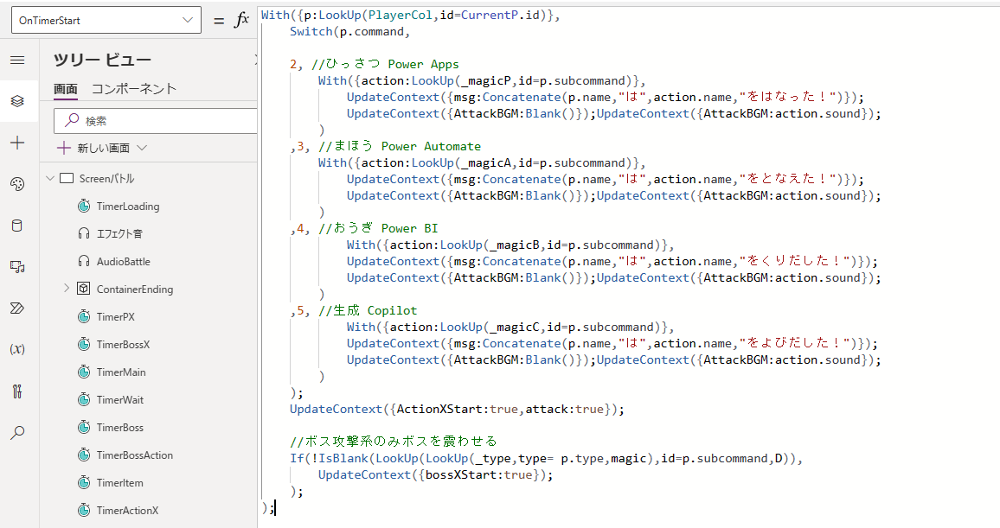 OnTimerStart
= fx
ツリー ビュー
画面 コンポーネント
検索
新しい画面
Screenバトル
TimerLoading
エフェクト音
AudioBattle
ContainerEnding
TimerPX
TimerBossX
TimerMain
TimerWait
TimerBoss
TimerBossAction
TimerItem
TimerActionX
(x)
With({p:LookUp(PlayerCol,id=CurrentP.id)},
Switch(p.command,
2, //ひっさつ Power Apps
With({action:LookUp(_magicP,id=p.subcommand)},
UpdateContext({msg:Concatenate(p.name,"は",action.name,"をはなった！")});
UpdateContext({AttackBGM:Blank()});UpdateContext({AttackBGM:action.sound});
)
,3, //まほう Power Automate
With({action:LookUp(_magicA,id=p.subcommand)},
UpdateContext({msg:Concatenate(p.name,"は",action.name,"をとなえた！")});
UpdateContext({AttackBGM:Blank()});UpdateContext({AttackBGM:action.sound});
)
,4, //おうぎ Power BI
With({action:LookUp(_magicB,id=p.subcommand)},
UpdateContext({msg:Concatenate(p.name,"は",action.name,"をくりだした！")});
UpdateContext({AttackBGM:Blank()});UpdateContext({AttackBGM:action.sound});
)
,5, //生成 Copilot
With({action:LookUp(_magicC,id=p.subcommand)},
UpdateContext({msg:Concatenate(p.name,"は",action.name,"をよびだした！")});
UpdateContext({AttackBGM:Blank()});UpdateContext({AttackBGM:action.sound});
)
);
UpdateContext({ActionXStart:true,attack:true});
//ボス攻撃系のみボスを震わせる
If(!IsBlank(LookUp(LookUp(_type,type= p.type,magic),id=p.subcommand,D)),
UpdateContext({bossXStart:true});
);
);